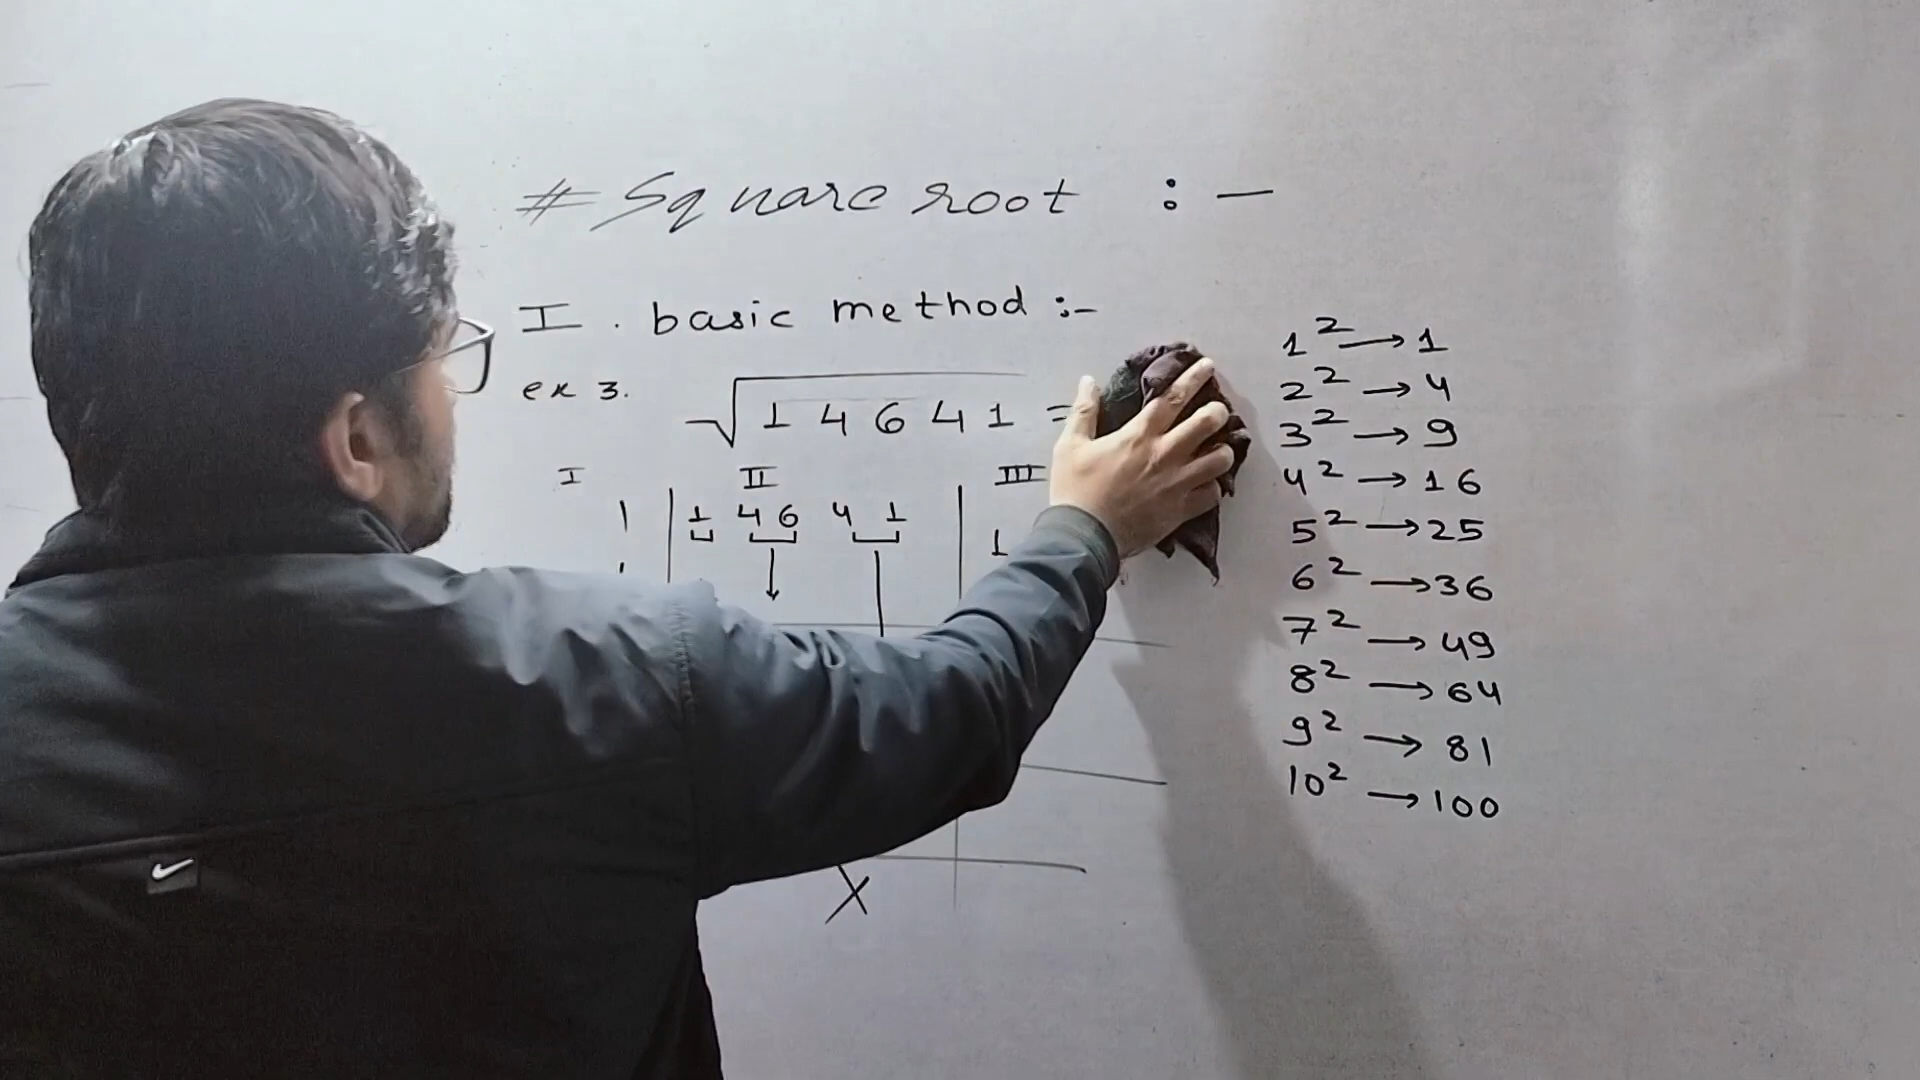 # Square root :-
I . basic method :-
ex 3. √14641 =
I II III
1 | 1 46 41 | 1
X
1² → 1
2² → 4
3² → 9
4² → 16
5² → 25
6² → 36
7² → 49
8² → 64
9² → 81
10² → 100